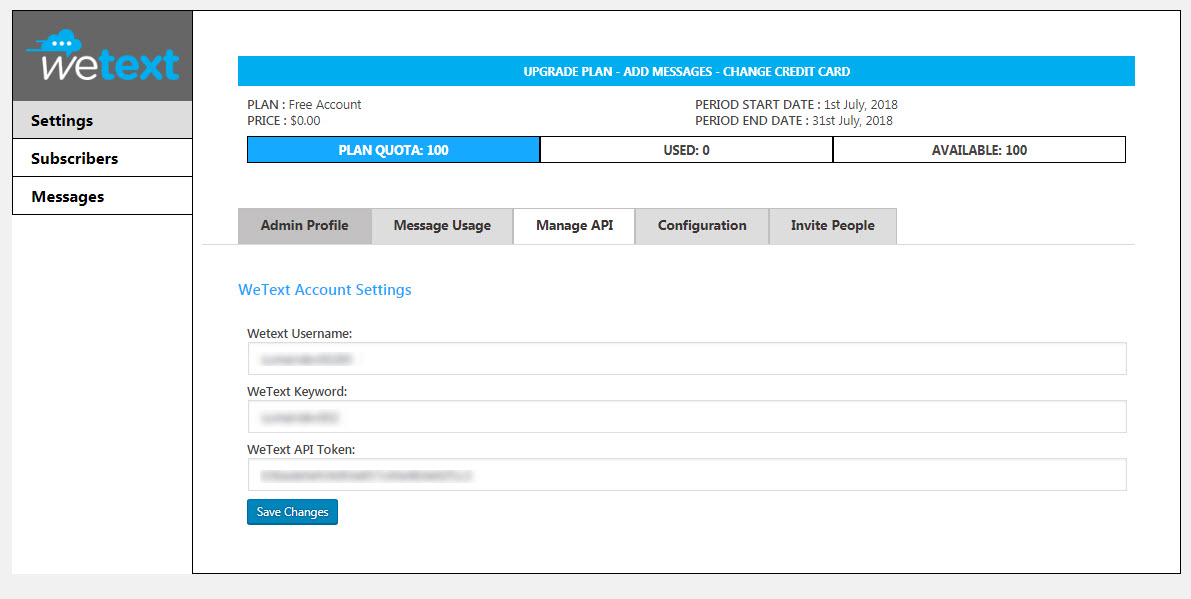 wetext
Settings
Subscribers
Messages
UPGRADE PLAN - ADD MESSAGES - CHANGE CREDIT CARD
PLAN : Free Account
PRICE : $0.00
PERIOD START DATE : 1st July, 2018
PERIOD END DATE : 31st July, 2018
PLAN QUOTA: 100
USED: 0
AVAILABLE: 100
Admin Profile
Message Usage
Manage API
Configuration
Invite People
WeText Account Settings
Wetext Username:
WeText Keyword:
WeText API Token:
Save Changes